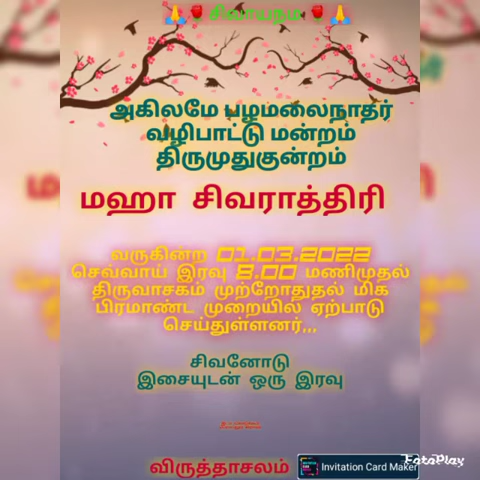 🙏🌹சிவாயநம🌹🙏
அகிலமே பழமலைநாதர்
வழிபாட்டு மன்றம்
திருமுதுகுன்றம்
மஹா சிவராத்திரி
வருகின்ற 01.03.2022
செவ்வாய் இரவு 8.00 மணிமுதல்
திருவாசகம் முற்றோதுதல் மிக
பிரமாண்ட முறையில் ஏற்பாடு
செய்துள்ளனர்,,,
சிவனோடு
இசையுடன் ஒரு இரவு
விருத்தாசலம்
Invitation Card Maker
FotoPlay